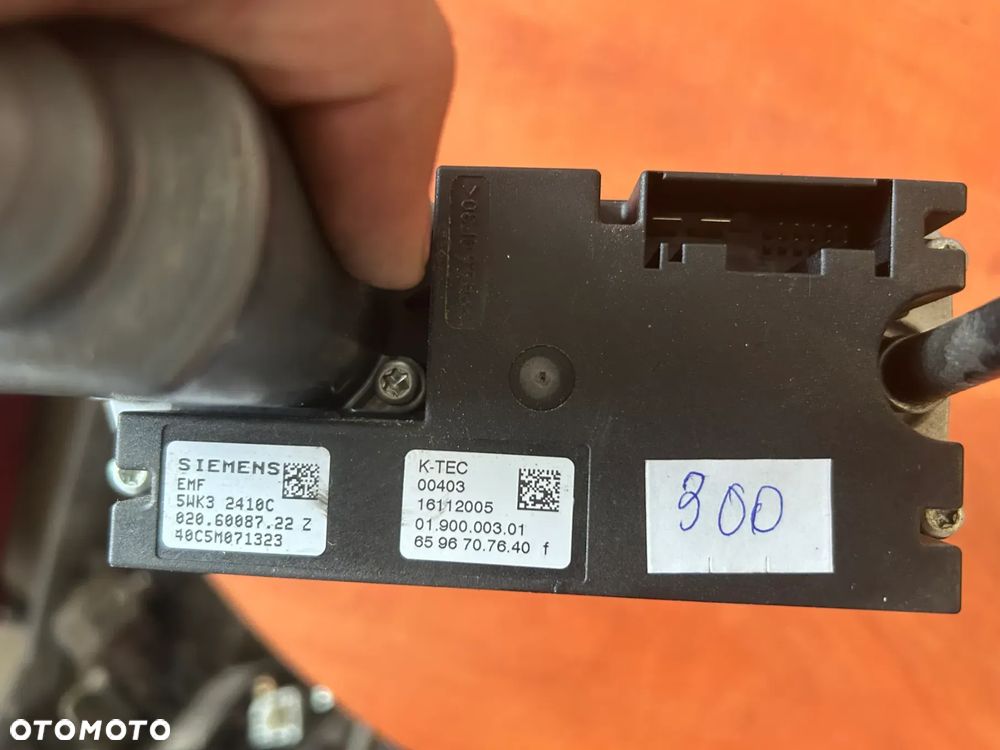 SIEMENS
EMF
5WK3 2410C
020.60087.22 Z
40C5M071323
K-TEC
00403
16112005
01.900.003.01
65 96 70.76.40 f
300
OTOMOTO